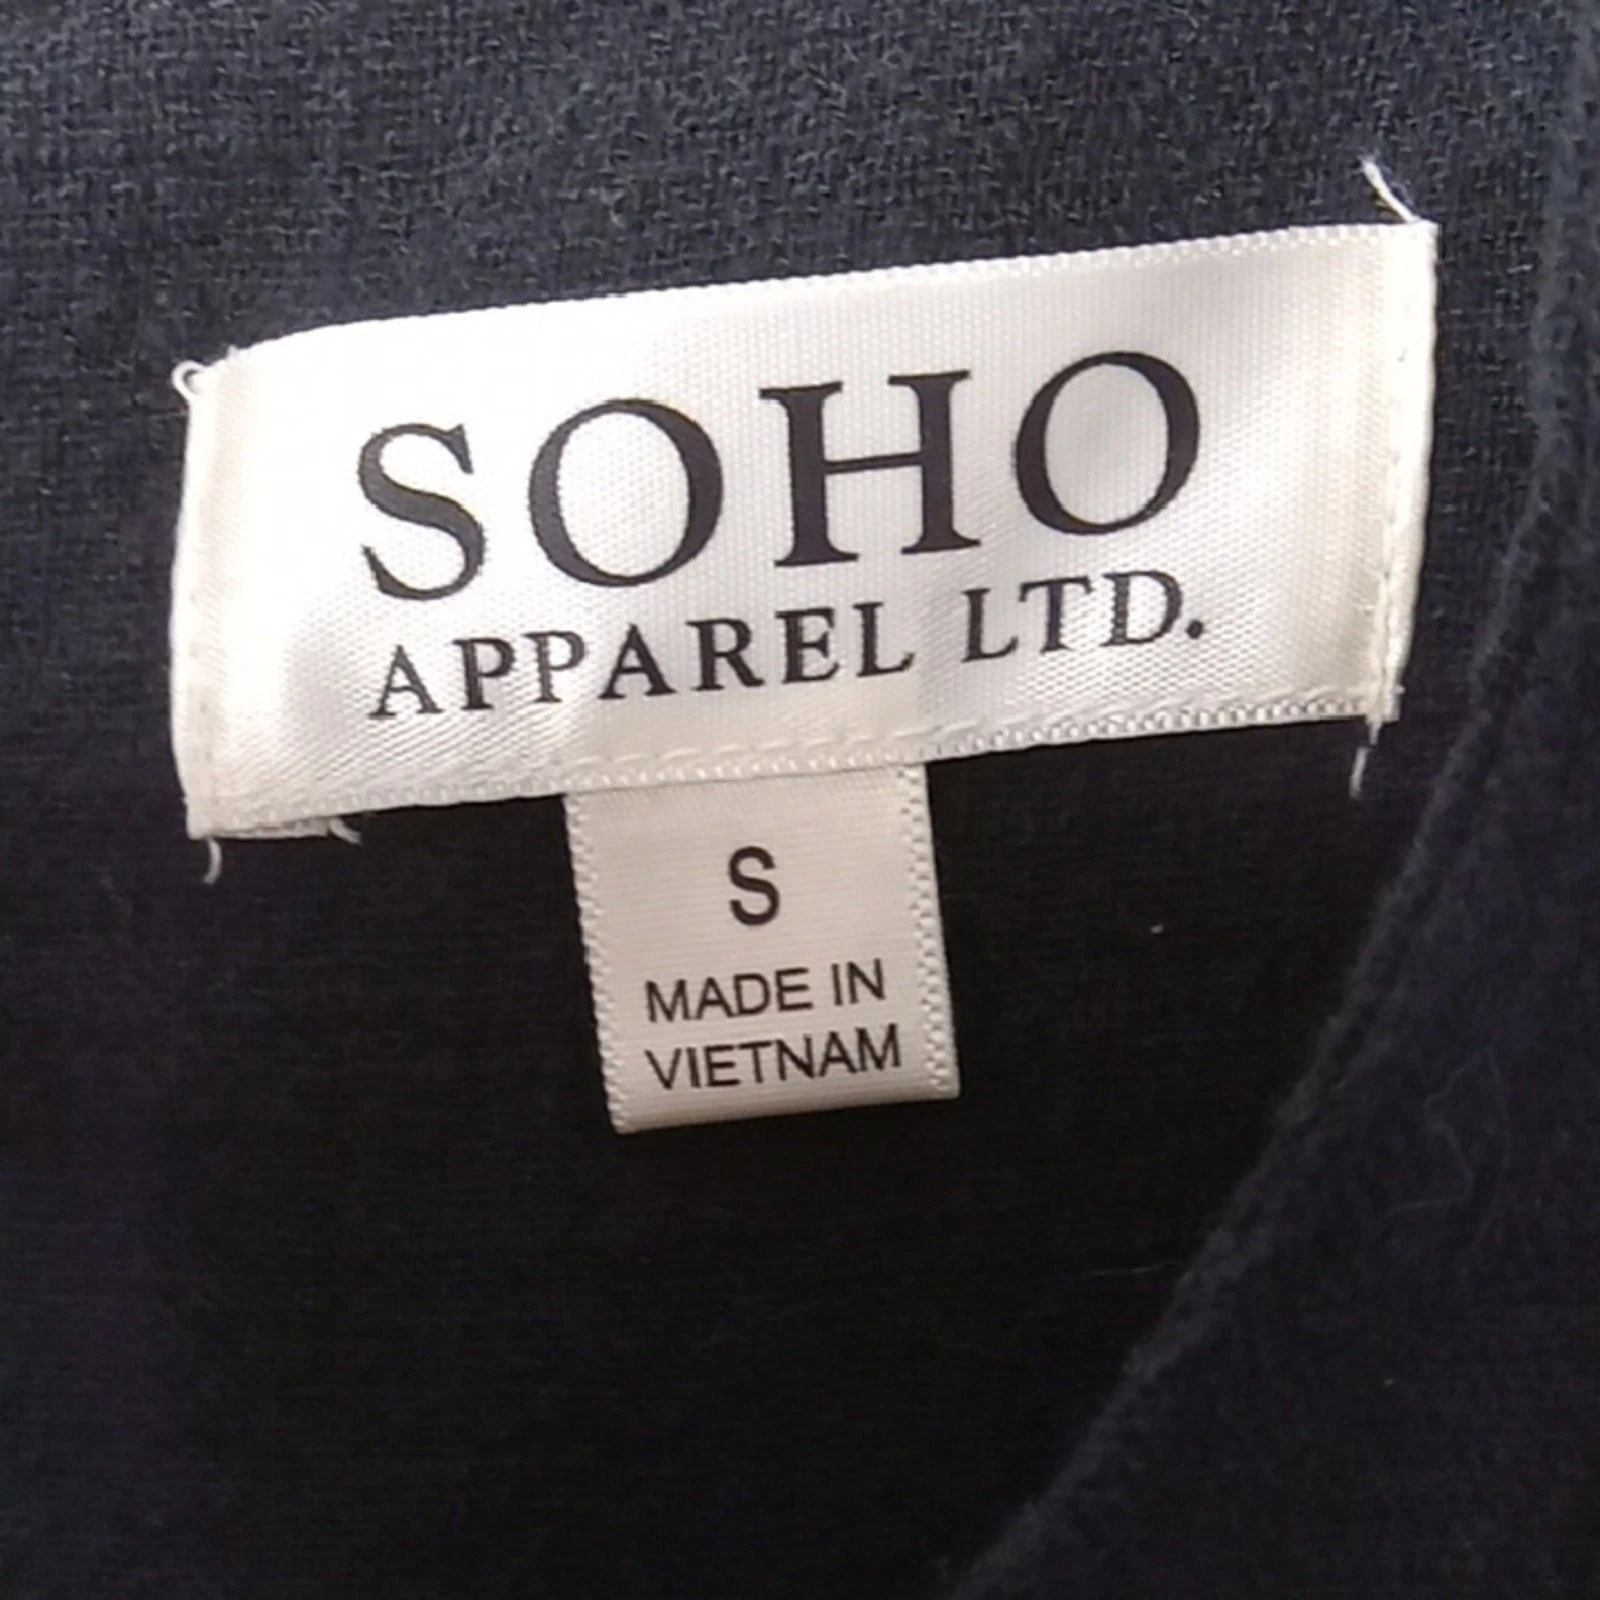 SOHO
APPAREL LTD.
S
MADE IN
VIETNAM